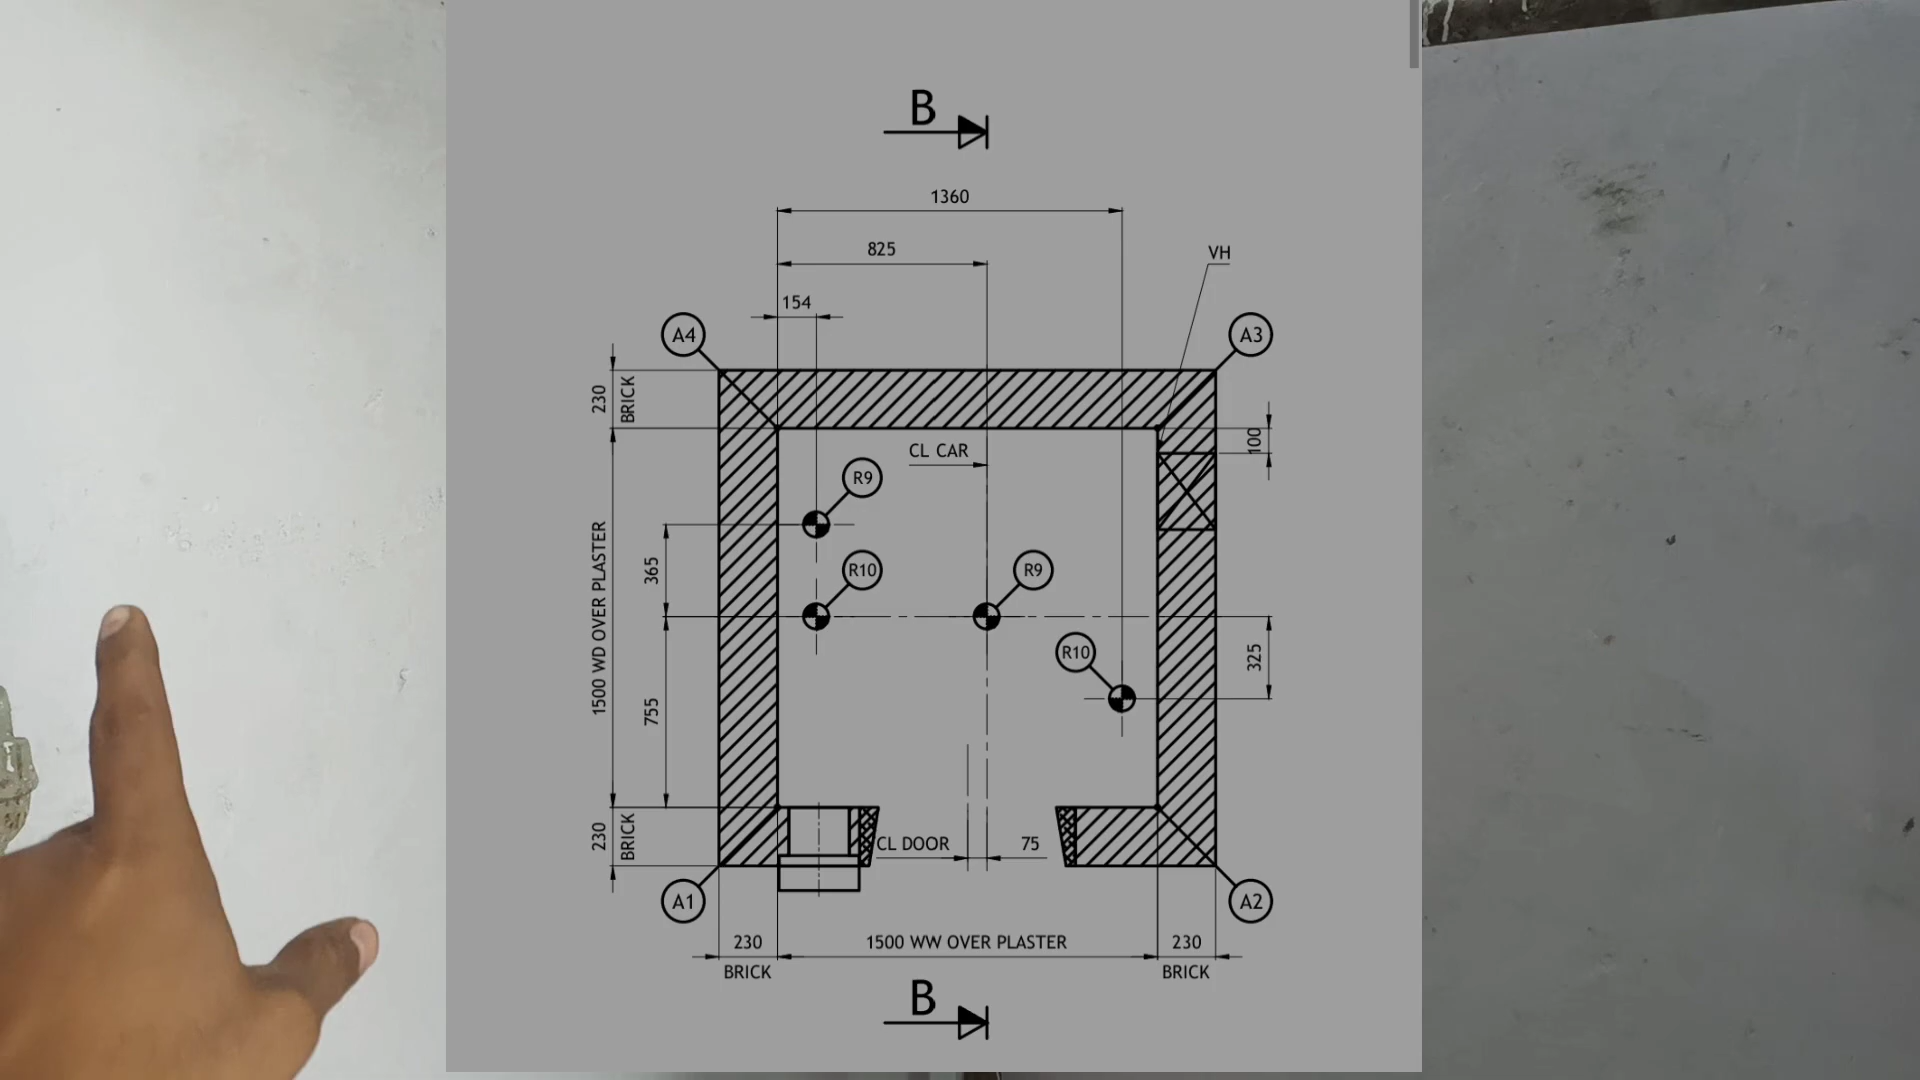 B
1360
825
VH
154
A4
A3
230
BRICK
100
CL CAR
R9
365
R10
R9
1500 WD OVER PLASTER
R10
325
755
230
BRICK
CL DOOR
75
A1
A2
230
1500 WW OVER PLASTER
230
BRICK
BRICK
B